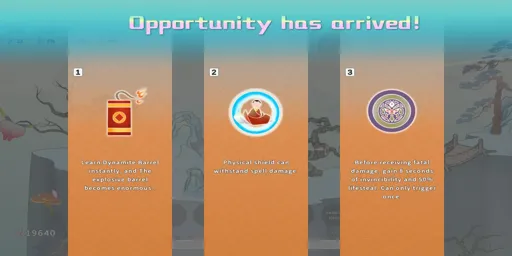 Opportunity has arrived!
1
2
3
Learn Dynamite Barrel
instantly, and the
explosive barrel
becomes enormous.
Physical shield can
withstand spell damage.
Before receiving fatal
damage, gain 6 seconds
of invincibility and 50%
lifesteal. Can only trigger
once.
19640